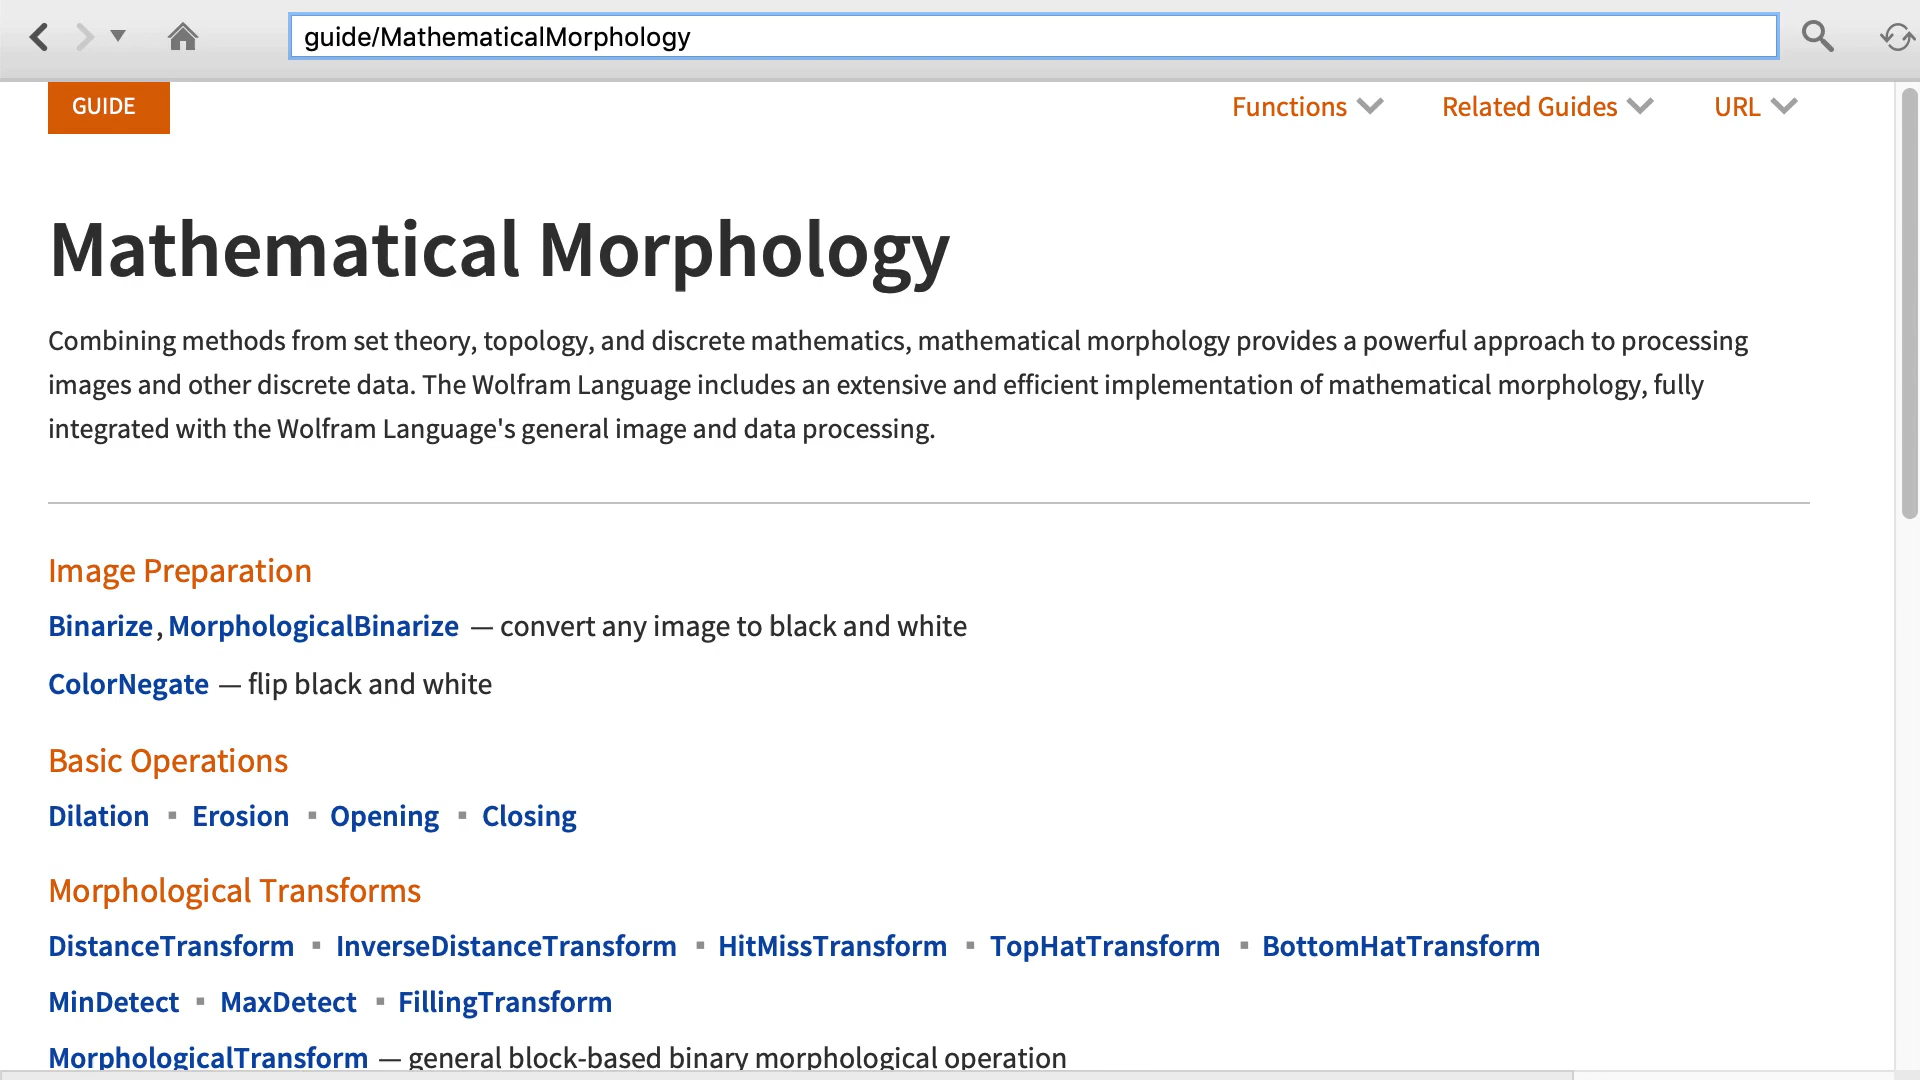 guide/MathematicalMorphology
GUIDE
Functions
Related Guides
URL
Mathematical Morphology
Combining methods from set theory, topology, and discrete mathematics, mathematical morphology provides a powerful approach to processing
images and other discrete data. The Wolfram Language includes an extensive and efficient implementation of mathematical morphology, fully
integrated with the Wolfram Language's general image and data processing.
Image Preparation
Binarize, MorphologicalBinarize — convert any image to black and white
ColorNegate — flip black and white
Basic Operations
Dilation ▪ Erosion ▪ Opening ▪ Closing
Morphological Transforms
DistanceTransform ▪ InverseDistanceTransform ▪ HitMissTransform ▪ TopHatTransform ▪ BottomHatTransform
MinDetect ▪ MaxDetect ▪ FillingTransform
MorphologicalTransform — general block-based binary morphological operation